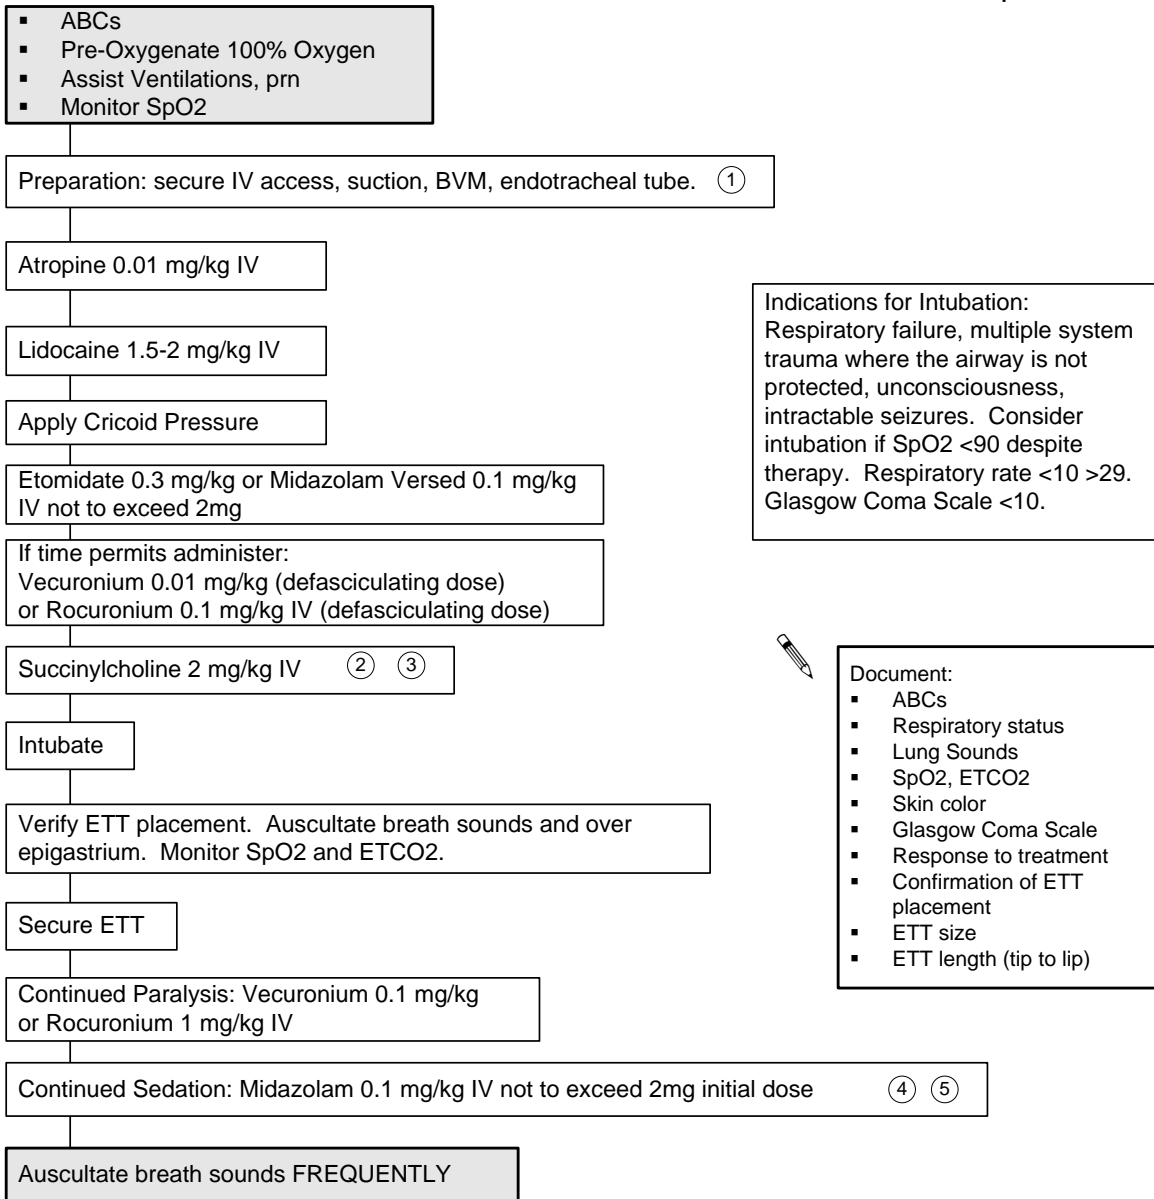 ▪ ABCs
▪ Pre-Oxygenate 100% Oxygen
▪ Assist Ventilations, prn
▪ Monitor SpO2
Preparation: secure IV access, suction, BVM, endotracheal tube. 1
Atropine 0.01 mg/kg IV
Lidocaine 1.5-2 mg/kg IV
Apply Cricoid Pressure
Etomidate 0.3 mg/kg or Midazolam Versed 0.1 mg/kg
IV not to exceed 2mg
If time permits administer:
Vecuronium 0.01 mg/kg (defasciculating dose)
or Rocuronium 0.1 mg/kg IV (defasciculating dose)
Succinylcholine 2 mg/kg IV 2 3
Intubate
Verify ETT placement. Auscultate breath sounds and over
epigastrium. Monitor SpO2 and ETCO2.
Secure ETT
Continued Paralysis: Vecuronium 0.1 mg/kg
or Rocuronium 1 mg/kg IV
Continued Sedation: Midazolam 0.1 mg/kg IV not to exceed 2mg initial dose 4 5
Auscultate breath sounds FREQUENTLY
Indications for Intubation:
Respiratory failure, multiple system
trauma where the airway is not
protected, unconsciousness,
intractable seizures. Consider
intubation if SpO2 <90 despite
therapy. Respiratory rate <10 >29.
Glasgow Coma Scale <10.
Document:
▪ ABCs
▪ Respiratory status
▪ Lung Sounds
▪ SpO2, ETCO2
▪ Skin color
▪ Glasgow Coma Scale
▪ Response to treatment
▪ Confirmation of ETT
placement
▪ ETT size
▪ ETT length (tip to lip)